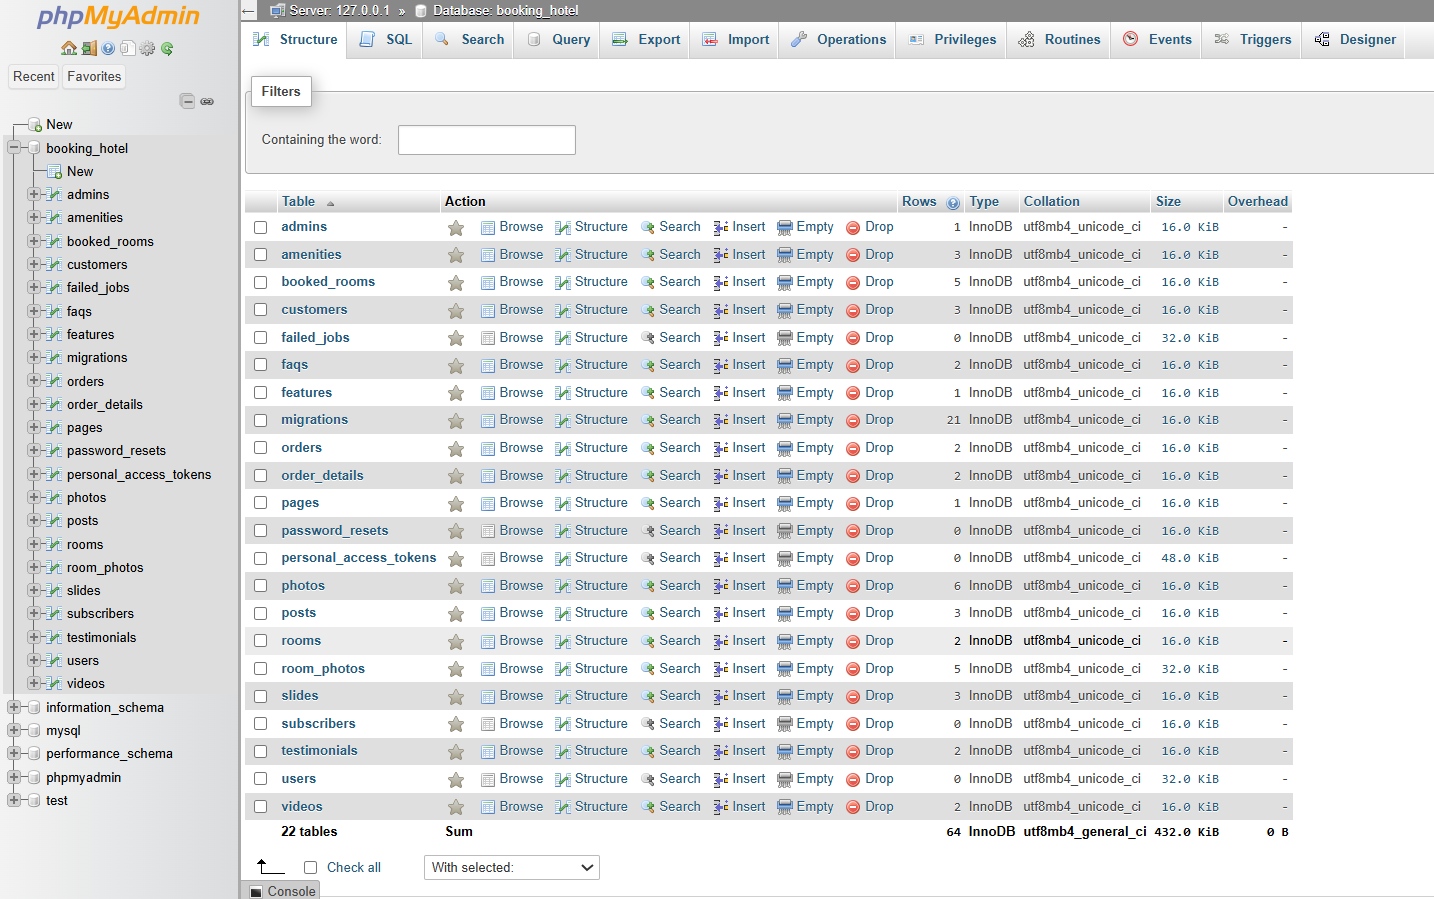 phpMyAdmin
Recent Favorites
New
booking_hotel
New
admins
amenities
booked_rooms
customers
failed_jobs
faqs
features
migrations
orders
order_details
pages
password_resets
personal_access_tokens
photos
posts
rooms
room_photos
slides
subscribers
testimonials
users
videos
information_schema
mysql
performance_schema
phpmyadmin
test
Server: 127.0.0.1 » Database: booking_hotel
Structure SQL Search Query Export Import Operations Privileges Routines Events Triggers Designer
Filters
Containing the word:
Table Action Rows Type Collation Size Overhead
admins Browse Structure Search Insert Empty Drop 1 InnoDB utf8mb4_unicode_ci 16.0 KiB -
amenities Browse Structure Search Insert Empty Drop 3 InnoDB utf8mb4_unicode_ci 16.0 KiB -
booked_rooms Browse Structure Search Insert Empty Drop 5 InnoDB utf8mb4_unicode_ci 16.0 KiB -
customers Browse Structure Search Insert Empty Drop 3 InnoDB utf8mb4_unicode_ci 16.0 KiB -
failed_jobs Browse Structure Search Insert Empty Drop 0 InnoDB utf8mb4_unicode_ci 32.0 KiB -
faqs Browse Structure Search Insert Empty Drop 2 InnoDB utf8mb4_unicode_ci 16.0 KiB -
features Browse Structure Search Insert Empty Drop 1 InnoDB utf8mb4_unicode_ci 16.0 KiB -
migrations Browse Structure Search Insert Empty Drop 21 InnoDB utf8mb4_unicode_ci 16.0 KiB -
orders Browse Structure Search Insert Empty Drop 2 InnoDB utf8mb4_unicode_ci 16.0 KiB -
order_details Browse Structure Search Insert Empty Drop 2 InnoDB utf8mb4_unicode_ci 16.0 KiB -
pages Browse Structure Search Insert Empty Drop 1 InnoDB utf8mb4_unicode_ci 16.0 KiB -
password_resets Browse Structure Search Insert Empty Drop 0 InnoDB utf8mb4_unicode_ci 16.0 KiB -
personal_access_tokens Browse Structure Search Insert Empty Drop 0 InnoDB utf8mb4_unicode_ci 48.0 KiB -
photos Browse Structure Search Insert Empty Drop 6 InnoDB utf8mb4_unicode_ci 16.0 KiB -
posts Browse Structure Search Insert Empty Drop 3 InnoDB utf8mb4_unicode_ci 16.0 KiB -
rooms Browse Structure Search Insert Empty Drop 2 InnoDB utf8mb4_unicode_ci 16.0 KiB -
room_photos Browse Structure Search Insert Empty Drop 5 InnoDB utf8mb4_unicode_ci 32.0 KiB -
slides Browse Structure Search Insert Empty Drop 3 InnoDB utf8mb4_unicode_ci 16.0 KiB -
subscribers Browse Structure Search Insert Empty Drop 0 InnoDB utf8mb4_unicode_ci 16.0 KiB -
testimonials Browse Structure Search Insert Empty Drop 2 InnoDB utf8mb4_unicode_ci 16.0 KiB -
users Browse Structure Search Insert Empty Drop 0 InnoDB utf8mb4_unicode_ci 32.0 KiB -
videos Browse Structure Search Insert Empty Drop 2 InnoDB utf8mb4_unicode_ci 16.0 KiB -
22 tables Sum 64 InnoDB utf8mb4_general_ci 432.0 KiB 0 B
Check all With selected:
Console